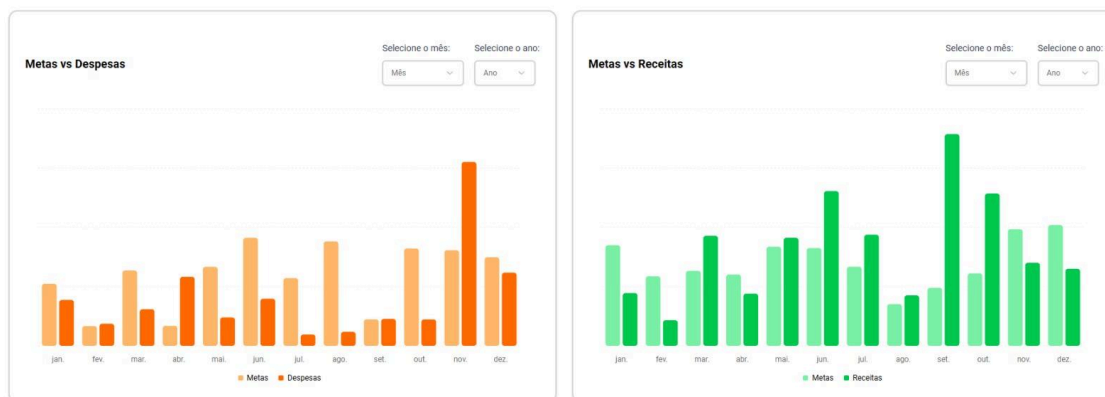 Selecione o mês: Selecione o ano:
Metas vs Despesas
Mês Ano
jan. fev. mar. abr. mai. jun. jul. ago. set. out. nov. dez.
Metas Despesas
Selecione o mês: Selecione o ano:
Metas vs Receitas
Mês Ano
jan. fev. mar. abr. mai. jun. jul. ago. set. out. nov. dez.
Metas Receitas